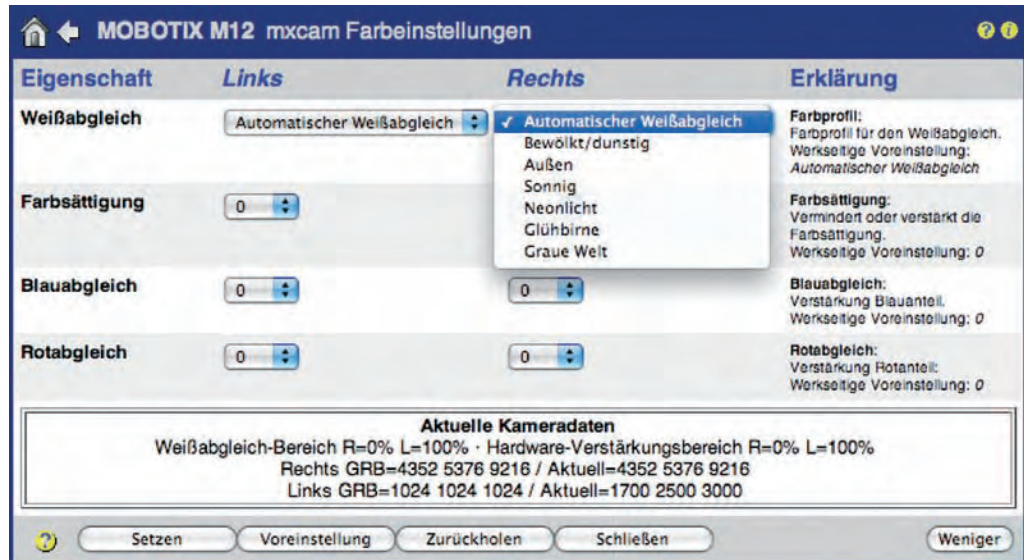 MOBOTIX M12 mxcam Farbeinstellungen
Eigenschaft Links Rechts Erklärung
Weißabgleich
Automatischer Weißabgleich
✓ Automatischer Weißabgleich
Bewölkt/dunstig
Außen
Sonnig
Neonlicht
Glühbirne
Graue Welt
Farbprofil:
Farbprofil für den Weißabgleich.
Werkseitige Voreinstellung:
Automatischer Weißabgleich
Farbsättigung
0
Farbsättigung:
Vermindert oder verstärkt die
Farbsättigung.
Werkseitige Voreinstellung: 0
Blauabgleich
0
0
Blauabgleich:
Verstärkung Blauanteil.
Werkseitige Voreinstellung: 0
Rotabgleich
0
0
Rotabgleich:
Verstärkung Rotanteil:
Werkseitige Voreinstellung: 0
Aktuelle Kameradaten
Weißabgleich-Bereich R=0% L=100% · Hardware-Verstärkungsbereich R=0% L=100%
Rechts GRB=4352 5376 9216 / Aktuell=4352 5376 9216
Links GRB=1024 1024 1024 / Aktuell=1700 2500 3000
? Setzen Voreinstellung Zurückholen Schließen Weniger